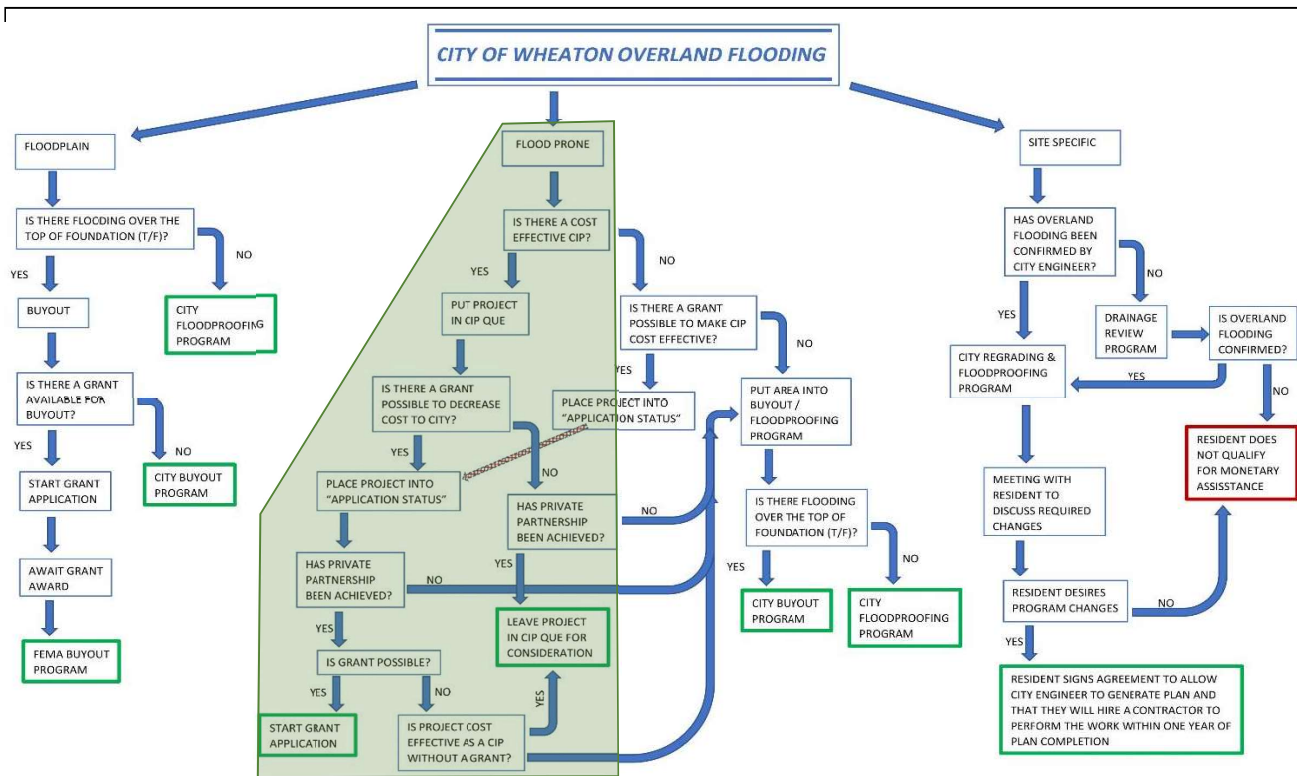 CITY OF WHEATON OVERLAND FLOODING
FLOODPLAIN
IS THERE FLOODING OVER THE
TOP OF FOUNDATION (T/F)?
YES
NO
BUYOUT
CITY
FLOODPROOFING
PROGRAM
IS THERE A GRANT
AVAILABLE FOR
BUYOUT?
YES
NO
START GRANT
APPLICATION
CITY BUYOUT
PROGRAM
AWAIT GRANT
AWARD
FEMA BUYOUT
PROGRAM
FLOOD PRONE
IS THERE A COST
EFFECTIVE CIP?
YES
NO
PUT PROJECT
IN CIP QUE
IS THERE A GRANT
POSSIBLE TO DECREASE
COST TO CITY?
YES
NO
PLACE PROJECT INTO
"APPLICATION STATUS"
HAS PRIVATE
PARTNERSHIP
BEEN ACHIEVED?
NO
YES
HAS PRIVATE
PARTNERSHIP
BEEN ACHIEVED?
NO
YES
LEAVE PROJECT
IN CIP QUE FOR
CONSIDERATION
IS GRANT POSSIBLE?
YES
NO
START GRANT
APPLICATION
IS PROJECT COST
EFFECTIVE AS A CIP
WITHOUT A GRANT?
YES
NO
IS THERE A GRANT
POSSIBLE TO MAKE CIP
COST EFFECTIVE?
YES
NO
PLACE PROJECT INTO
"APPLICATION STATUS"
PUT AREA INTO
BUYOUT /
FLOODPROOFING
PROGRAM
IS THERE FLOODING
OVER THE TOP OF
FOUNDATION (T/F)?
YES
NO
CITY BUYOUT
PROGRAM
CITY
FLOODPROOFING
PROGRAM
SITE SPECIFIC
HAS OVERLAND
FLOODING BEEN
CONFIRMED BY
CITY ENGINEER?
YES
NO
DRAINAGE
REVIEW
PROGRAM
IS OVERLAND
FLOODING
CONFIRMED?
YES
NO
CITY REGRADING &
FLOODPROOFING
PROGRAM
RESIDENT DOES
NOT QUALIFY
FOR MONETARY
ASSISSTANCE
MEETING WITH
RESIDENT TO
DISCUSS REQUIRED
CHANGES
RESIDENT DESIRES
PROGRAM CHANGES
NO
YES
RESIDENT SIGNS AGREEMENT TO ALLOW
CITY ENGINEER TO GENERATE PLAN AND
THAT THEY WILL HIRE A CONTRACTOR TO
PERFORM THE WORK WITHIN ONE YEAR OF
PLAN COMPLETION